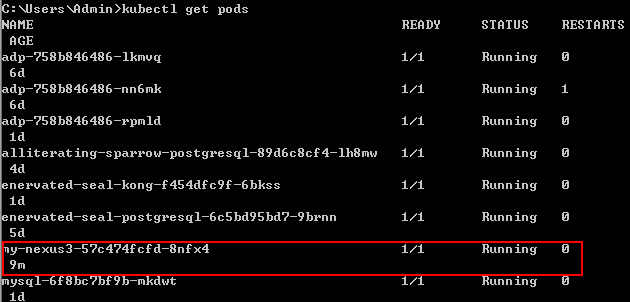 C:\Users\Admin>kubectl get pods
NAME READY STATUS RESTARTS
AGE
adp-758b846486-lkmvq 1/1 Running 0
6d
adp-758b846486-nn6mk 1/1 Running 1
6d
adp-758b846486-rpmld 1/1 Running 0
1d
alliterating-sparrow-postgresql-89d6c8cf4-lh8mw 1/1 Running 0
4d
enervated-seal-kong-f454dfc9f-6bkss 1/1 Running 0
1d
enervated-seal-postgresql-6c5bd95bd7-9brnn 1/1 Running 0
5d
my-nexus3-57c474fcfd-8nfx4 1/1 Running 0
9m
mysql-6f8bc7bf9b-mkdwt 1/1 Running 0
1d